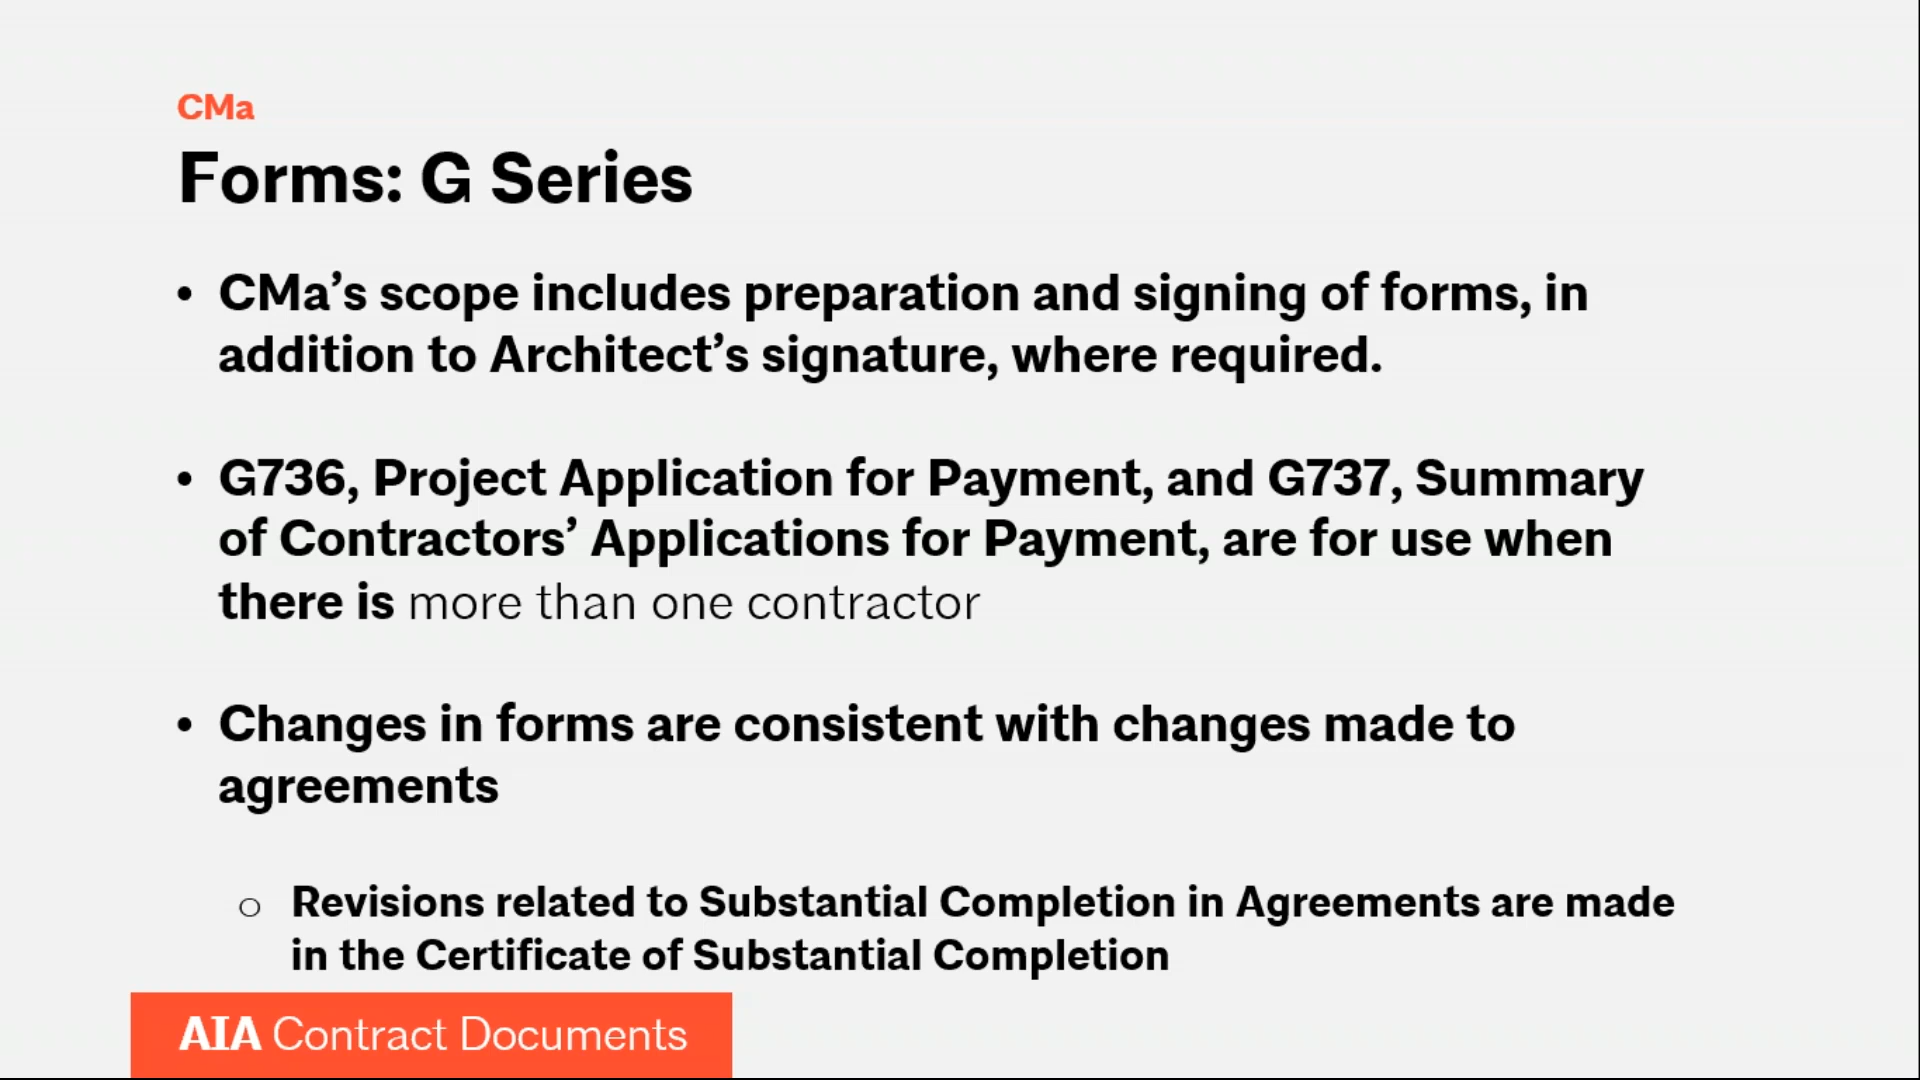 CMa
Forms: G Series
• CMa’s scope includes preparation and signing of forms, in
addition to Architect’s signature, where required.
• G736, Project Application for Payment, and G737, Summary
of Contractors’ Applications for Payment, are for use when
there is more than one contractor
• Changes in forms are consistent with changes made to
agreements
o Revisions related to Substantial Completion in Agreements are made
in the Certificate of Substantial Completion
AIA Contract Documents